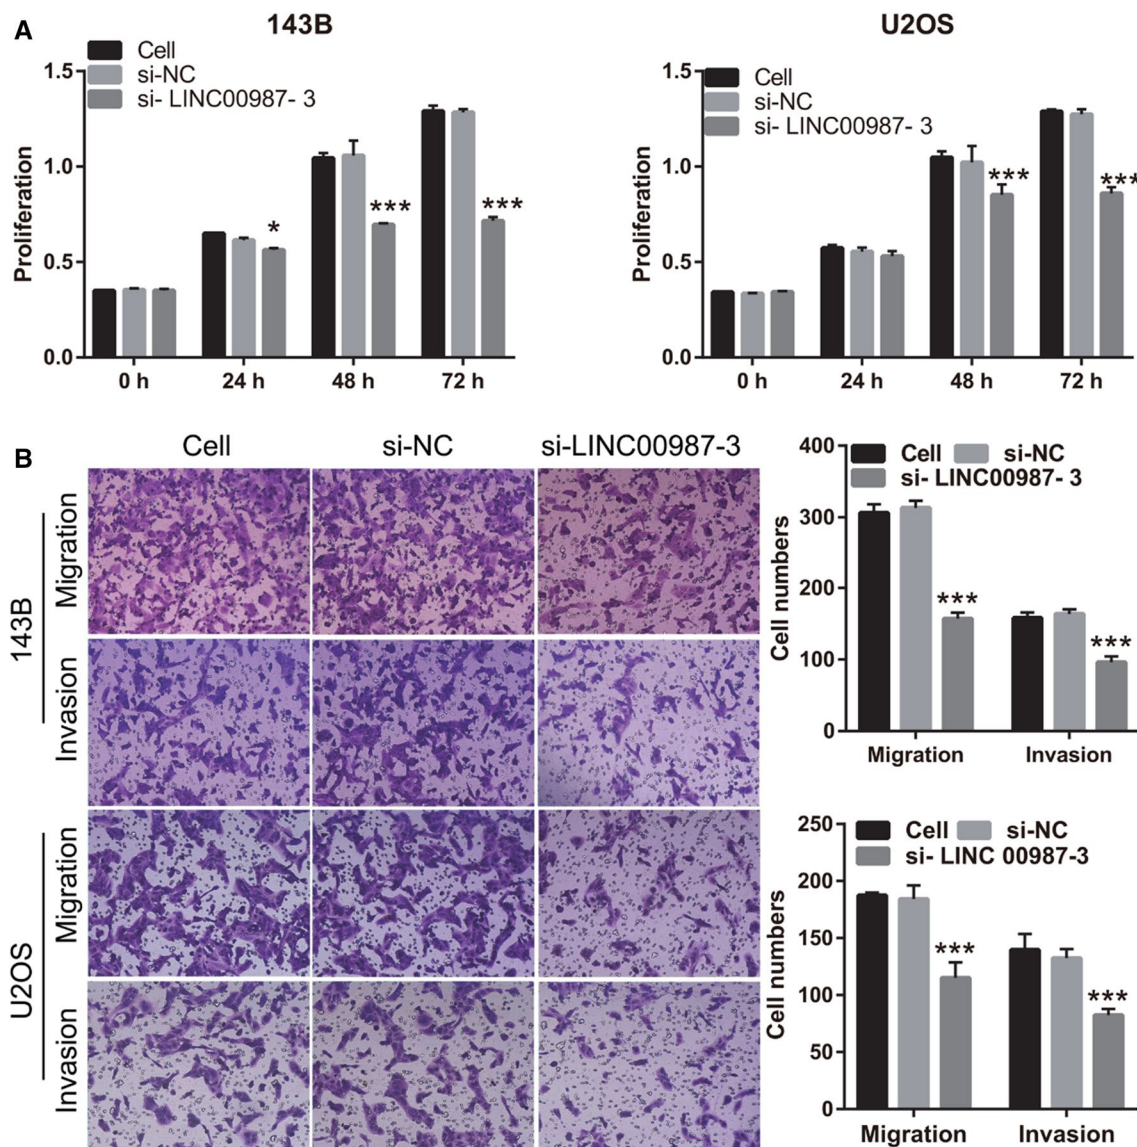 A
143B
Cell
si-NC
si- LINC00987- 3
1.5
1.0
0.5
0.0
Proliferation
*
***
***
0 h
24 h
48 h
72 h
U2OS
Cell
si-NC
si- LINC00987- 3
1.5
1.0
0.5
0.0
Proliferation
***
***
0 h
24 h
48 h
72 h
B
Cell
si-NC
si-LINC00987-3
143B
Migration
Invasion
U2OS
Migration
Invasion
400
300
200
100
0
Cell numbers
Cell
si-NC
si- LINC00987- 3
***
***
Migration
Invasion
250
200
150
100
50
0
Cell numbers
Cell
si-NC
si- LINC 00987-3
***
***
Migration
Invasion